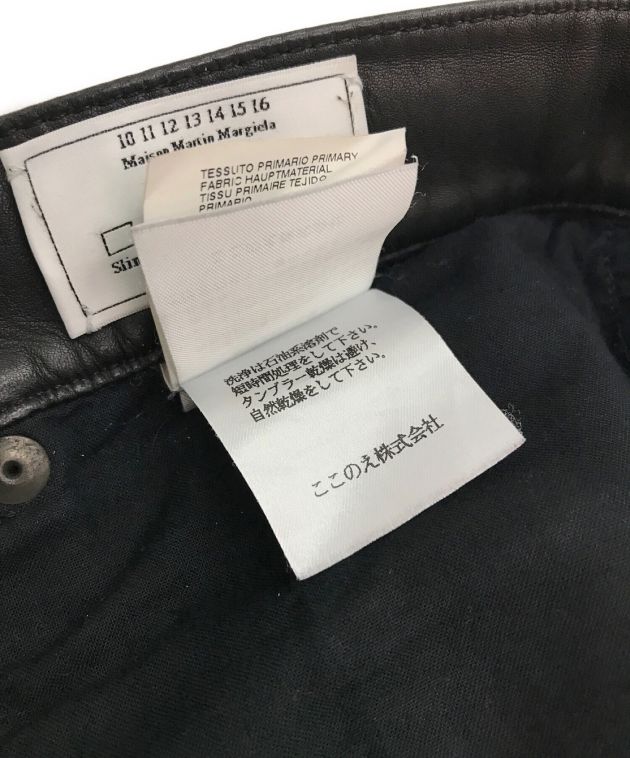 10 11 12 13 14 15 16
Maison Martin Margiela
TESSUTO PRIMARIO PRIMARY
FABRIC HAUPTMATERIAL
TISSU PRIMAIRE TEJIDO
PRIMARIO
洗浄は石油系溶剤で
短時間処理をして下さい。
タンブラー乾燥は避け、
自然乾燥をして下さい。
ここのえ株式会社